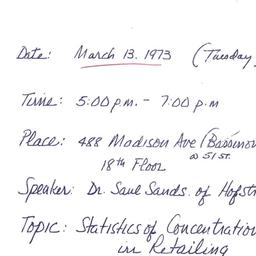 Date: March 13. 1973 (Tuesday
Time: 5:00 p.m. - 7:00 p.m
Place: 488 Madison Ave (
@ 51 ST.
18th Floor
Speaker: Dr. Saul Sands. of Hofst
Topic: Statistics of Concentration
in Retailing